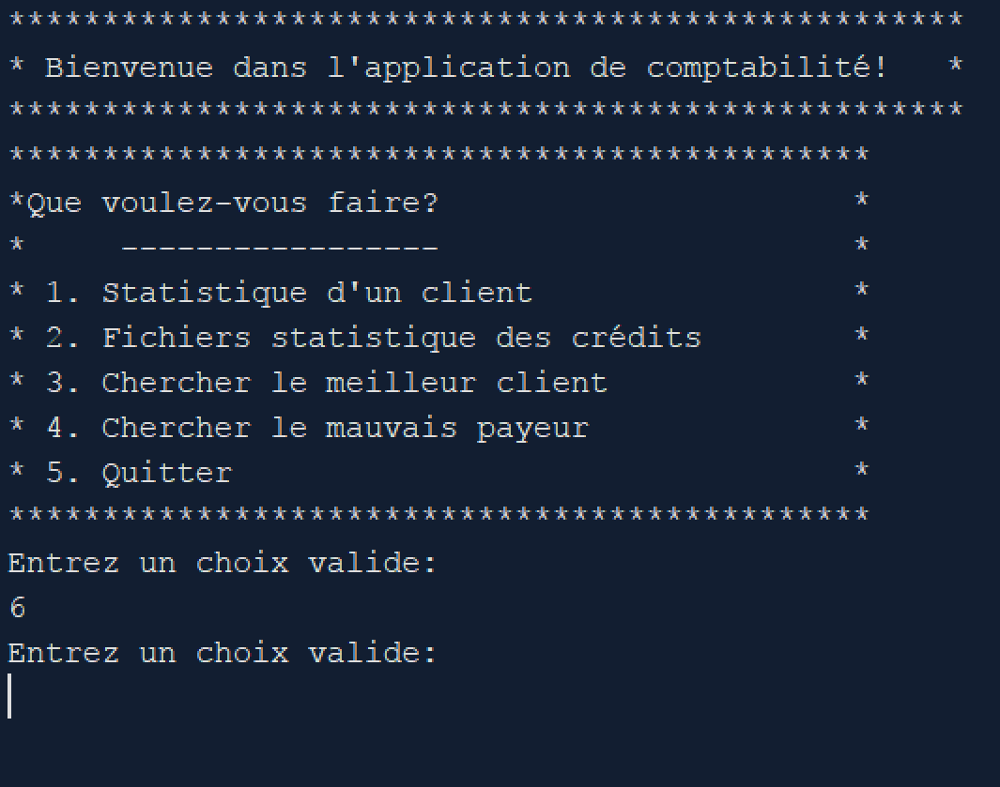 ***************************************************
* Bienvenue dans l'application de comptabilité!   *
***************************************************
**********************************************
*Que voulez-vous faire?                      *
*     -----------------                      *
* 1. Statistique d'un client                 *
* 2. Fichiers statistique des crédits        *
* 3. Chercher le meilleur client             *
* 4. Chercher le mauvais payeur              *
* 5. Quitter                                 *
**********************************************
Entrez un choix valide:
6
Entrez un choix valide: